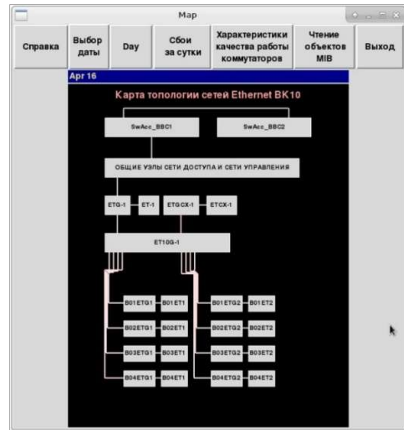 Map
Справка
Выбор
даты
Day
Сбои
за сутки
Характеристики
качества работы
коммутаторов
Чтение
объектов
MIB
Выход
Apr 16
Карта топологии сетей Ethernet BK10
SwAcc_BBC1 SwAcc_BBC2
ОБЩИЕ УЗЛЫ СЕТИ ДОСТУПА И СЕТИ УПРАВЛЕНИЯ
ETG-1 ET-1 ETGCX-1 ETCX-1
ET10G-1
B01ETG1 B01ET1 B01ETG2 B01ET2
B02ETG1 B02ET1 B02ETG2 B02ET2
B03ETG1 B03ET1 B03ETG2 B03ET2
B04ETG1 B04ET1 B04ETG2 B04ET2